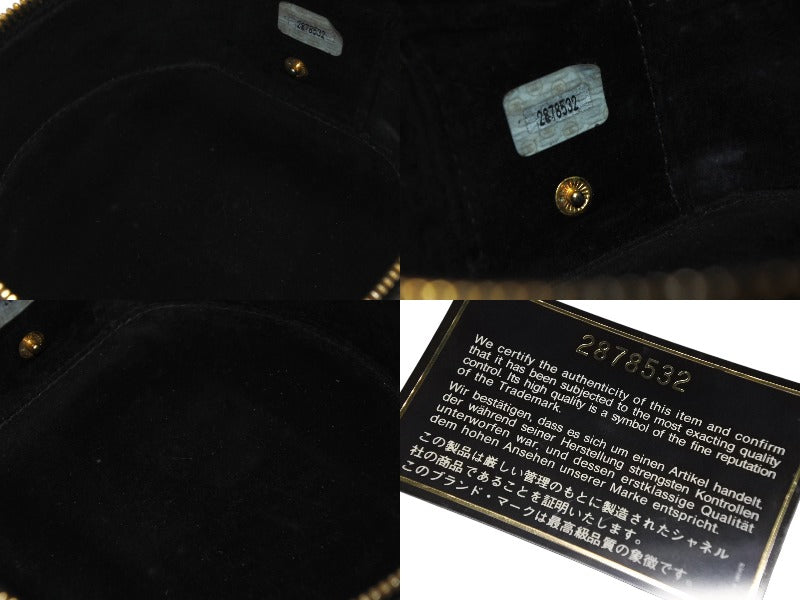 2878532
2878532
2878532
We certify the authenticity of this item and confirm
that it has been subjected to the most exacting quality
control. Its high quality is a symbol of the fine reputation
of the Trademark.
Wir bestätigen, dass es sich um einen Artikel handelt,
der während seiner Herstellung strengsten Kontrollen
unterworfen war, und dessen erstklassige Qualität
dem hohen Ansehen unserer Marke entspricht.
この製品は厳しい管理のもとに製造されたシャネル
社の商品であることを証明いたします。
このブランド・マークは最高級品質の象徴です。